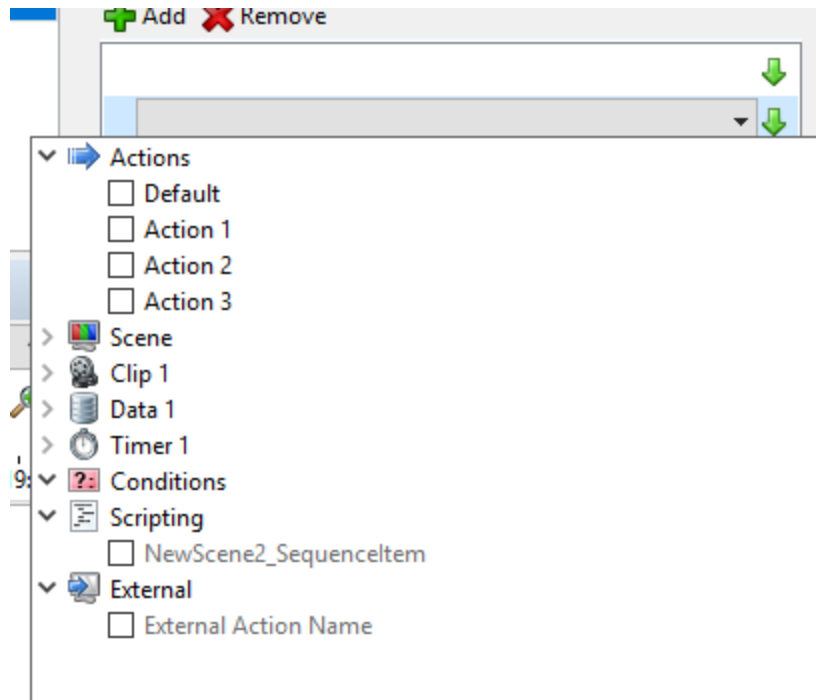 Add Remove
Actions
Default
Action 1
Action 2
Action 3
Scene
Clip 1
Data 1
Timer 1
9:
?:
Conditions
Scripting
NewScene2_SequenceItem
External
External Action Name